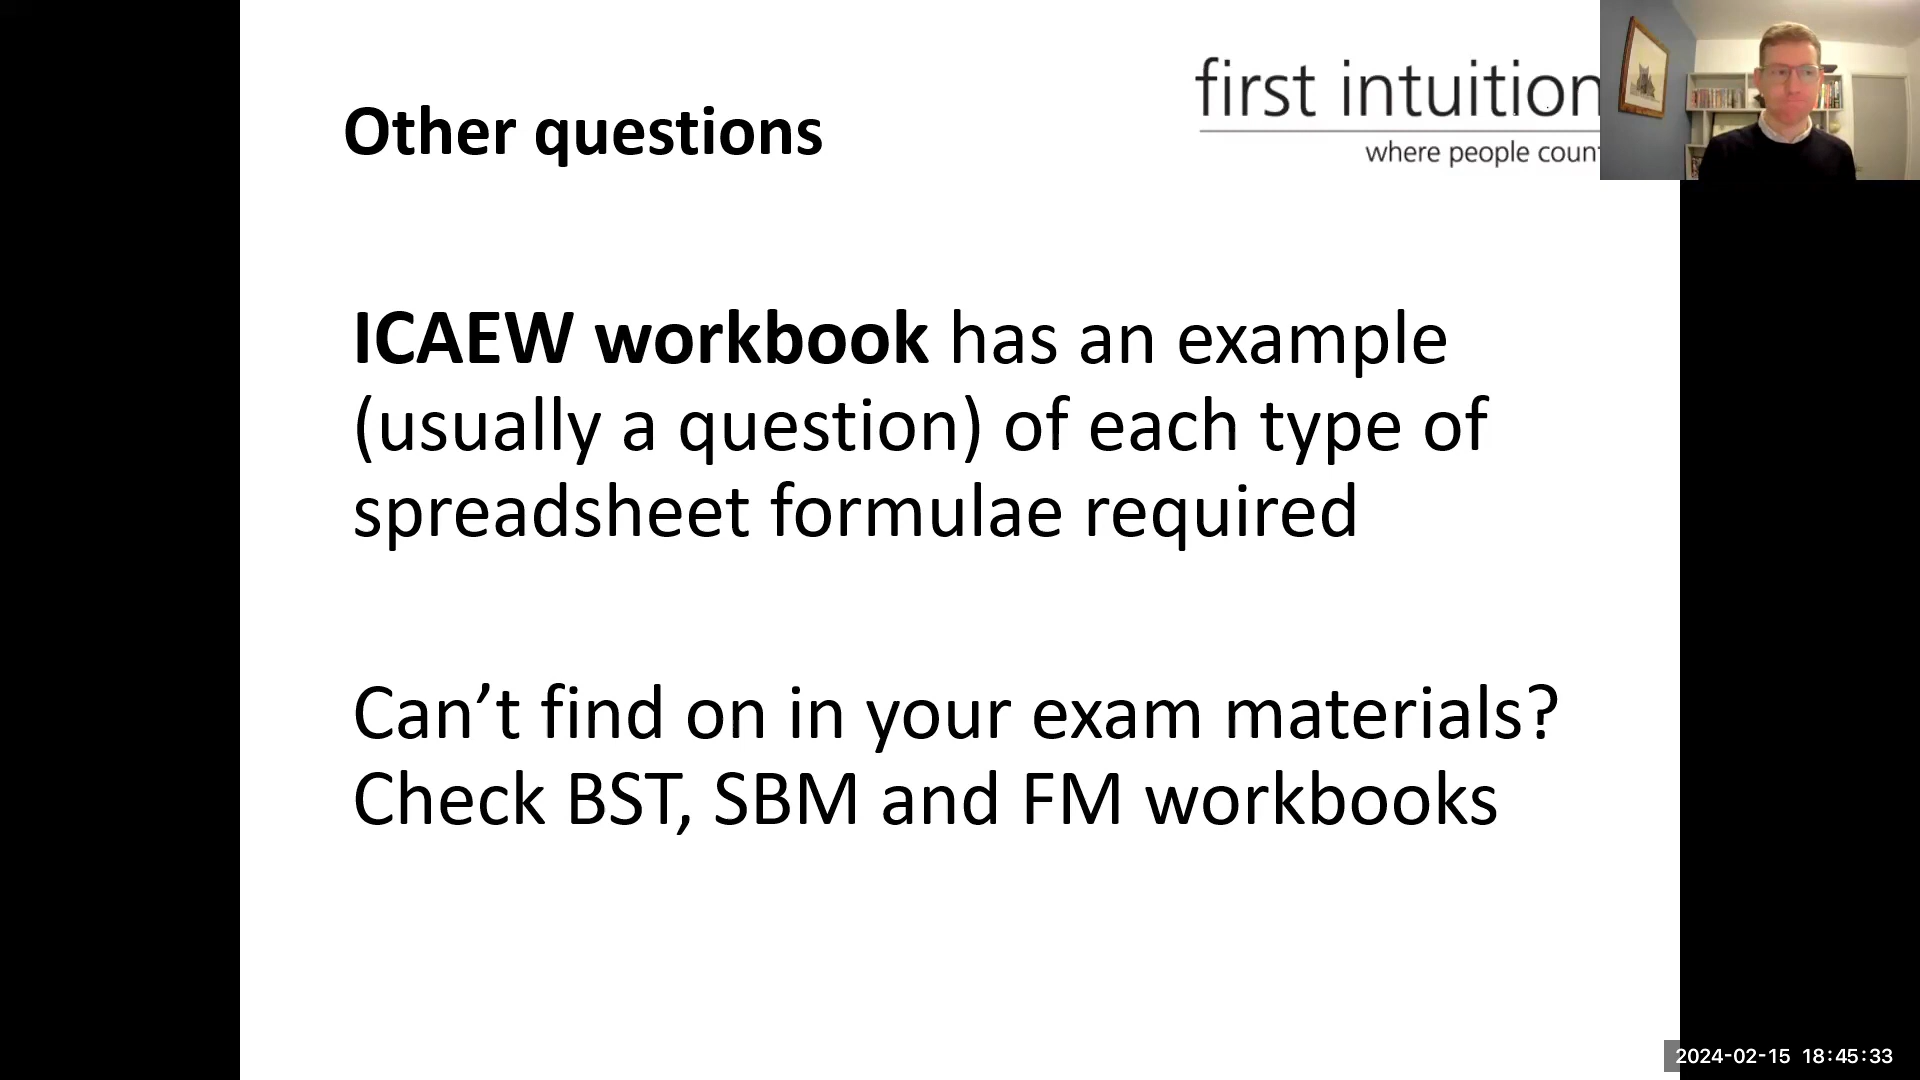 Other questions
first intuition
where people coun
ICAEW workbook has an example
(usually a question) of each type of
spreadsheet formulae required
Can’t find on in your exam materials?
Check BST, SBM and FM workbooks
2024-02-15 18:45:33